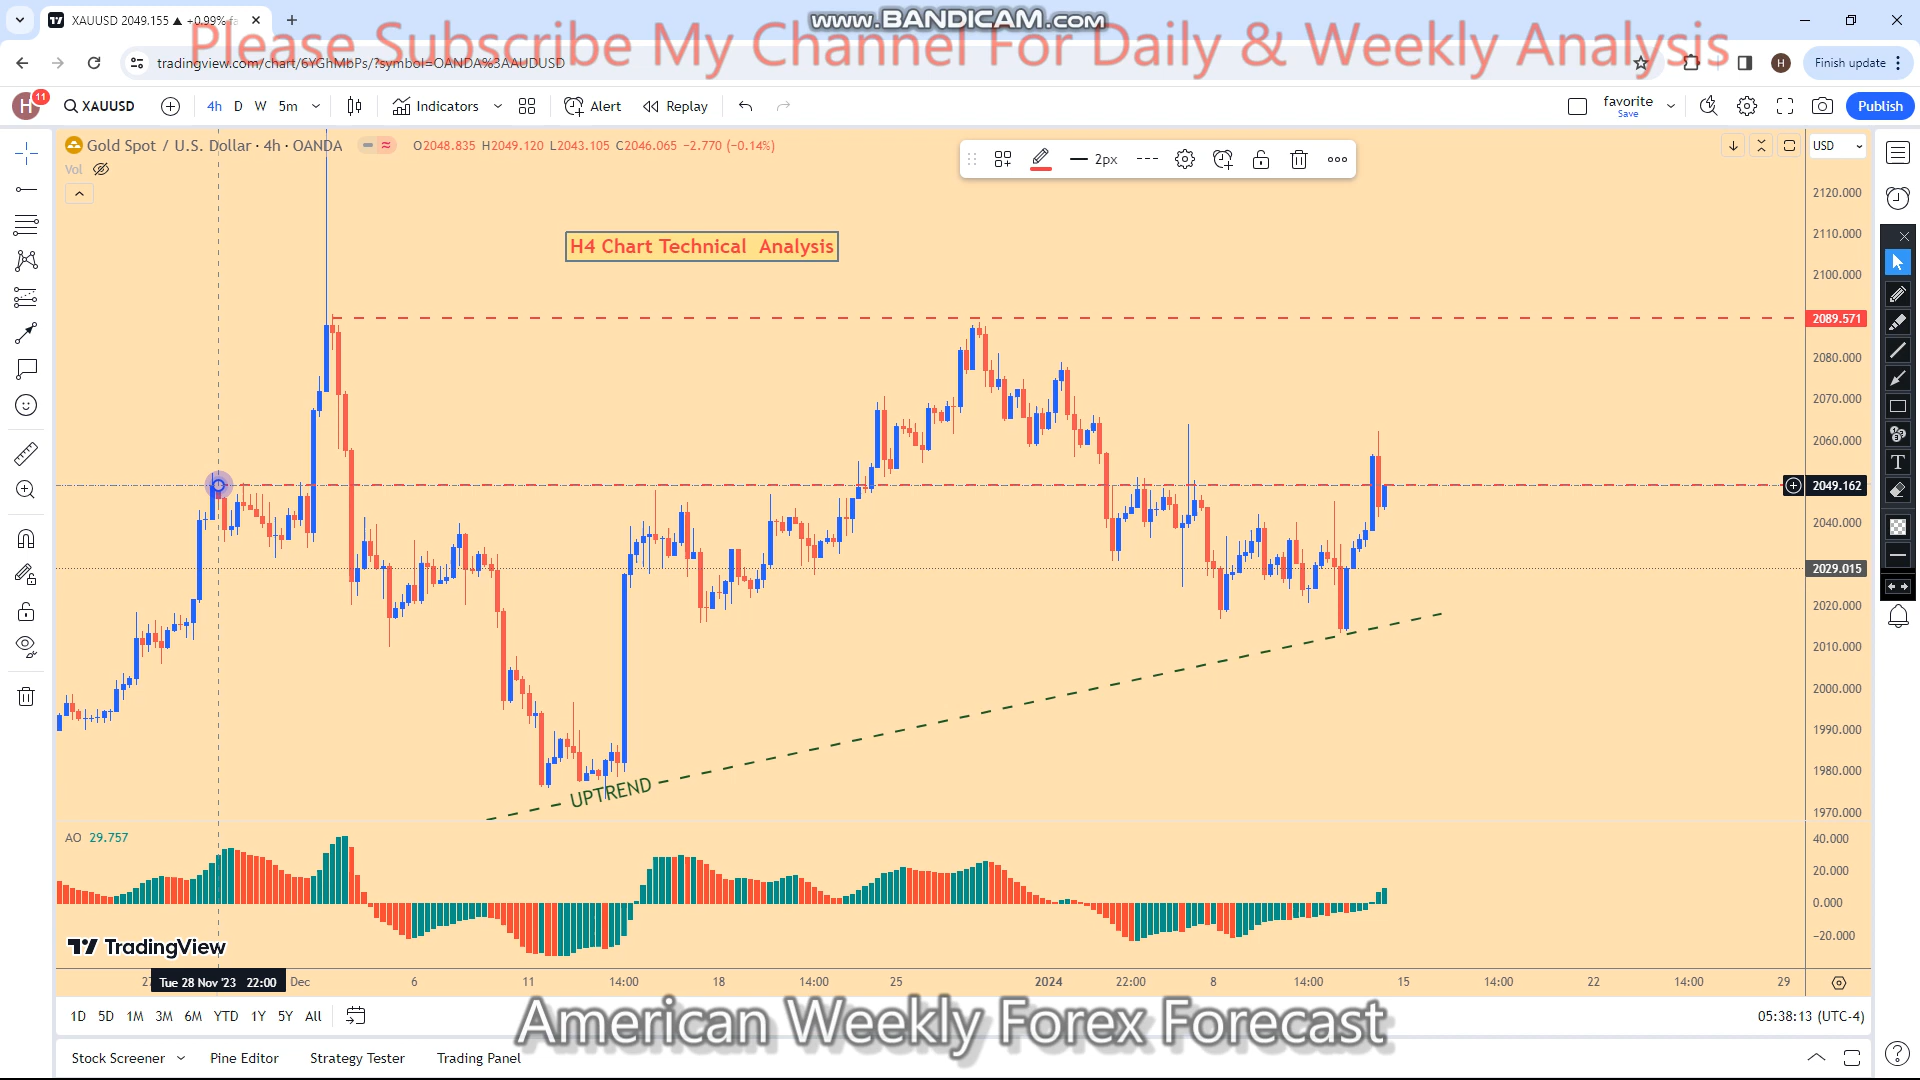 XAUUSD 2049.155 ▲ +0.99%
www.BANDICAM.com
Please Subscribe My Channel For Daily & Weekly Analysis
tradingview.com/chart/6YGhMbPs/?symbol=OANDA%3AAUDUSD
H
Finish update
H 11
XAUUSD
4h D W 5m
Indicators
Alert
Replay
favorite
Save
Publish
Gold Spot / U.S. Dollar · 4h · OANDA
O2048.835 H2049.120 L2043.105 C2046.065 −2.770 (−0.14%)
Vol
2px
USD
H4 Chart Technical Analysis
2120.000
2110.000
2100.000
2089.571
2080.000
2070.000
2060.000
2049.162
2040.000
2029.015
2020.000
2010.000
2000.000
1990.000
1980.000
1970.000
UPTREND
AO 29.757
40.000
20.000
0.000
−20.000
TradingView
Tue 28 Nov '23 22:00
Dec 6 11 14:00 18 14:00 25 2024 22:00 8 14:00 15 14:00 22 14:00 29
1D 5D 1M 3M 6M YTD 1Y 5Y All
05:38:13 (UTC-4)
American Weekly Forex Forecast
Stock Screener Pine Editor Strategy Tester Trading Panel